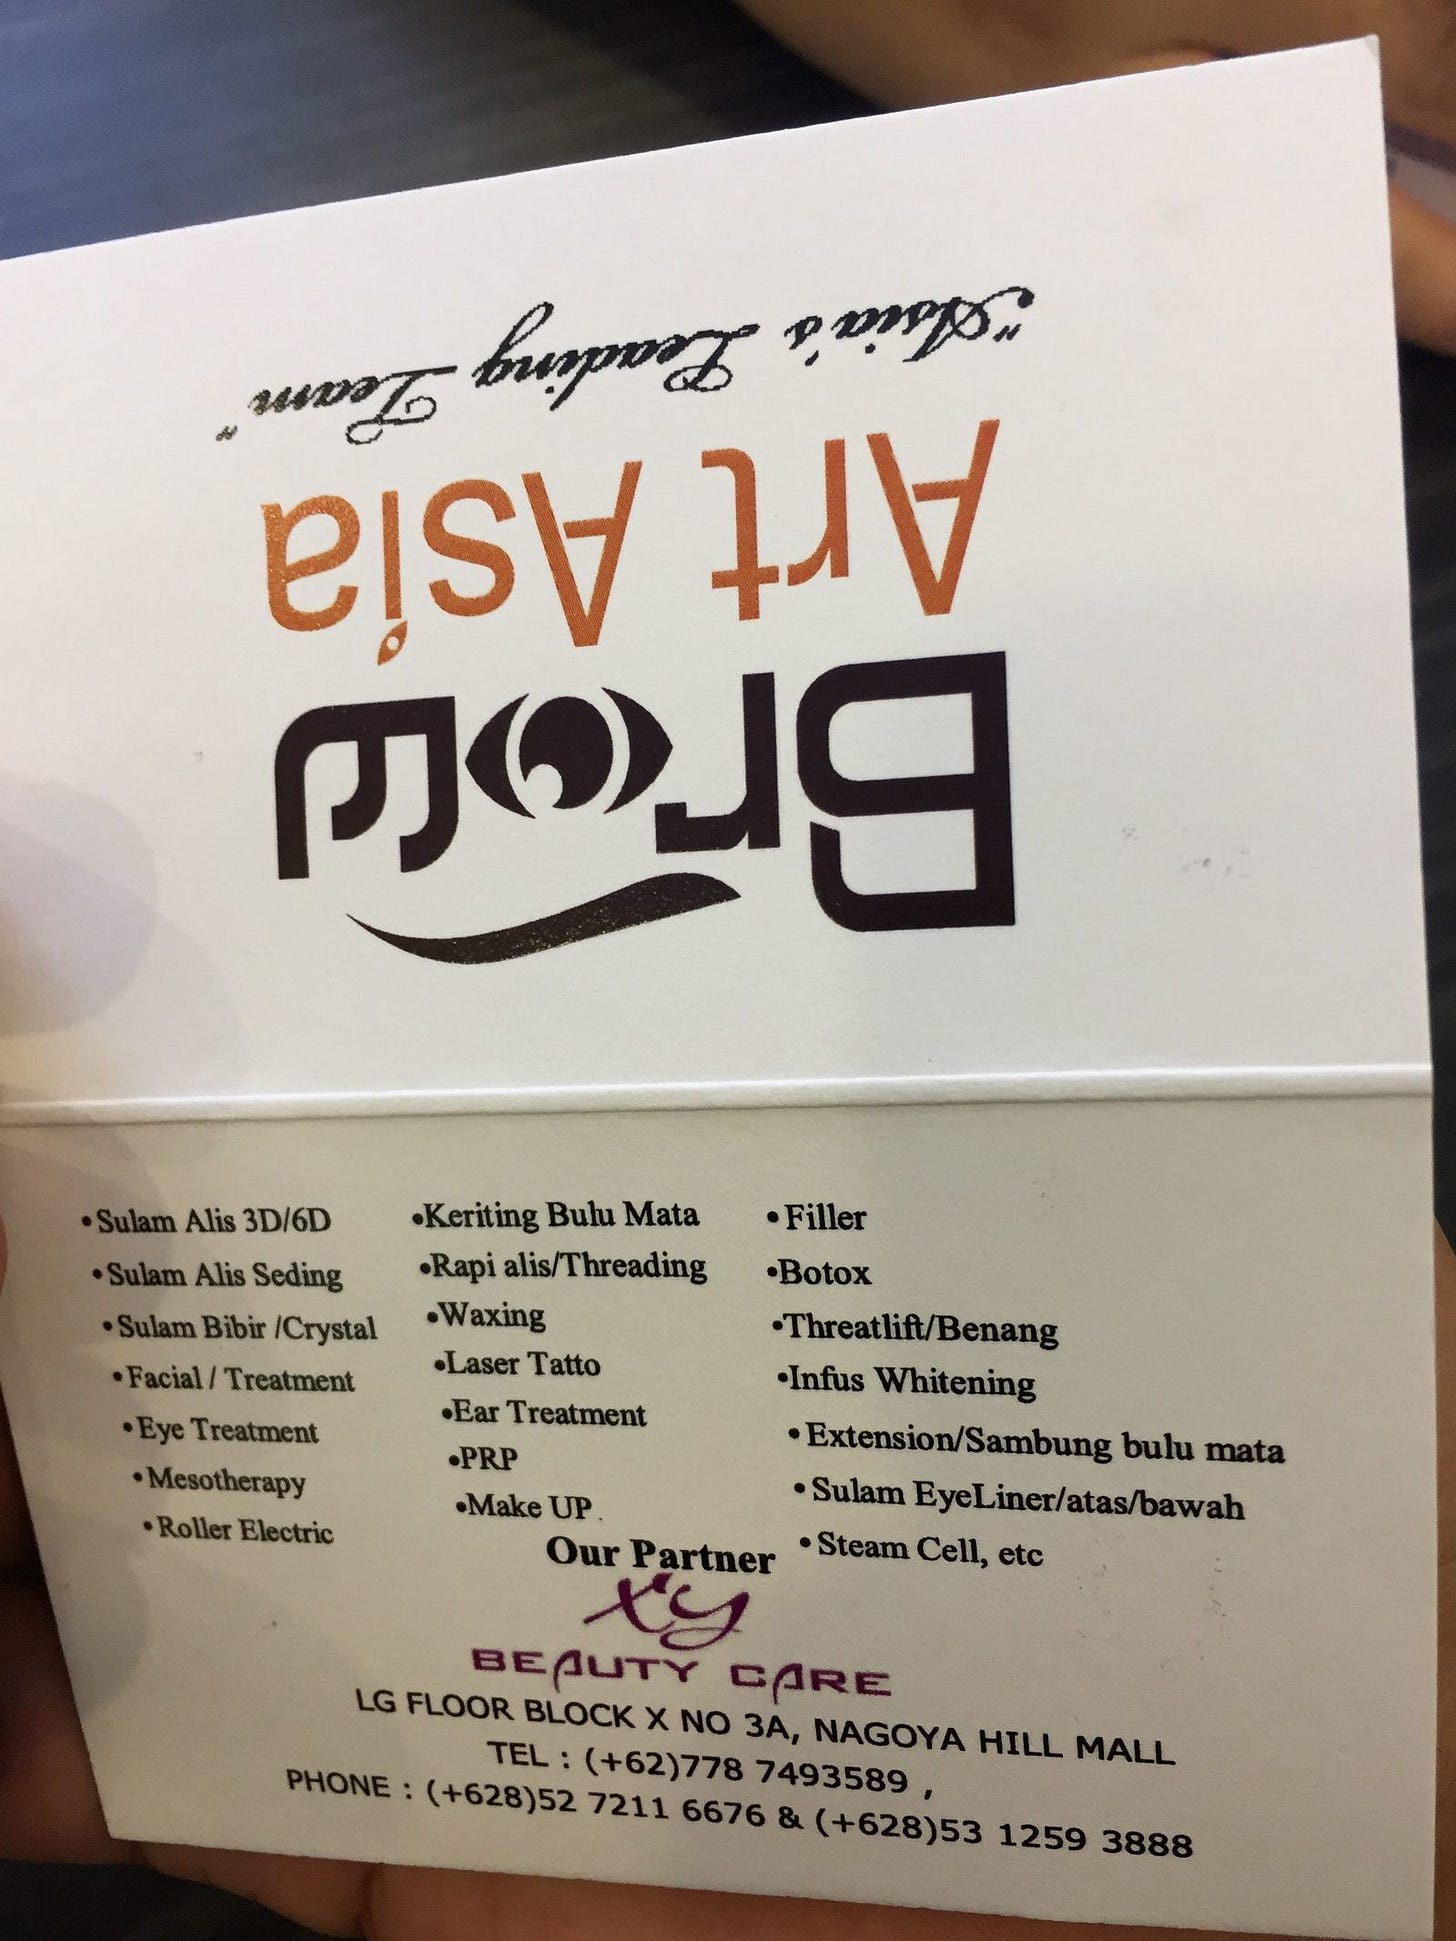 "Asia's Leading Team"
Art Asia
Brow
•Sulam Alis 3D/6D
•Sulam Alis Seding
•Sulam Bibir /Crystal
•Facial / Treatment
•Eye Treatment
•Mesotherapy
•Roller Electric
•Keriting Bulu Mata
•Rapi alis/Threading
•Waxing
•Laser Tatto
•Ear Treatment
•PRP
•Make UP
•Filler
•Botox
•Threatlift/Benang
•Infus Whitening
•Extension/Sambung bulu mata
•Sulam EyeLiner/atas/bawah
•Steam Cell, etc
Our Partner
xy
BEAUTY CARE
LG FLOOR BLOCK X NO 3A, NAGOYA HILL MALL
TEL : (+62)778 7493589 ,
PHONE : (+628)52 7211 6676 & (+628)53 1259 3888